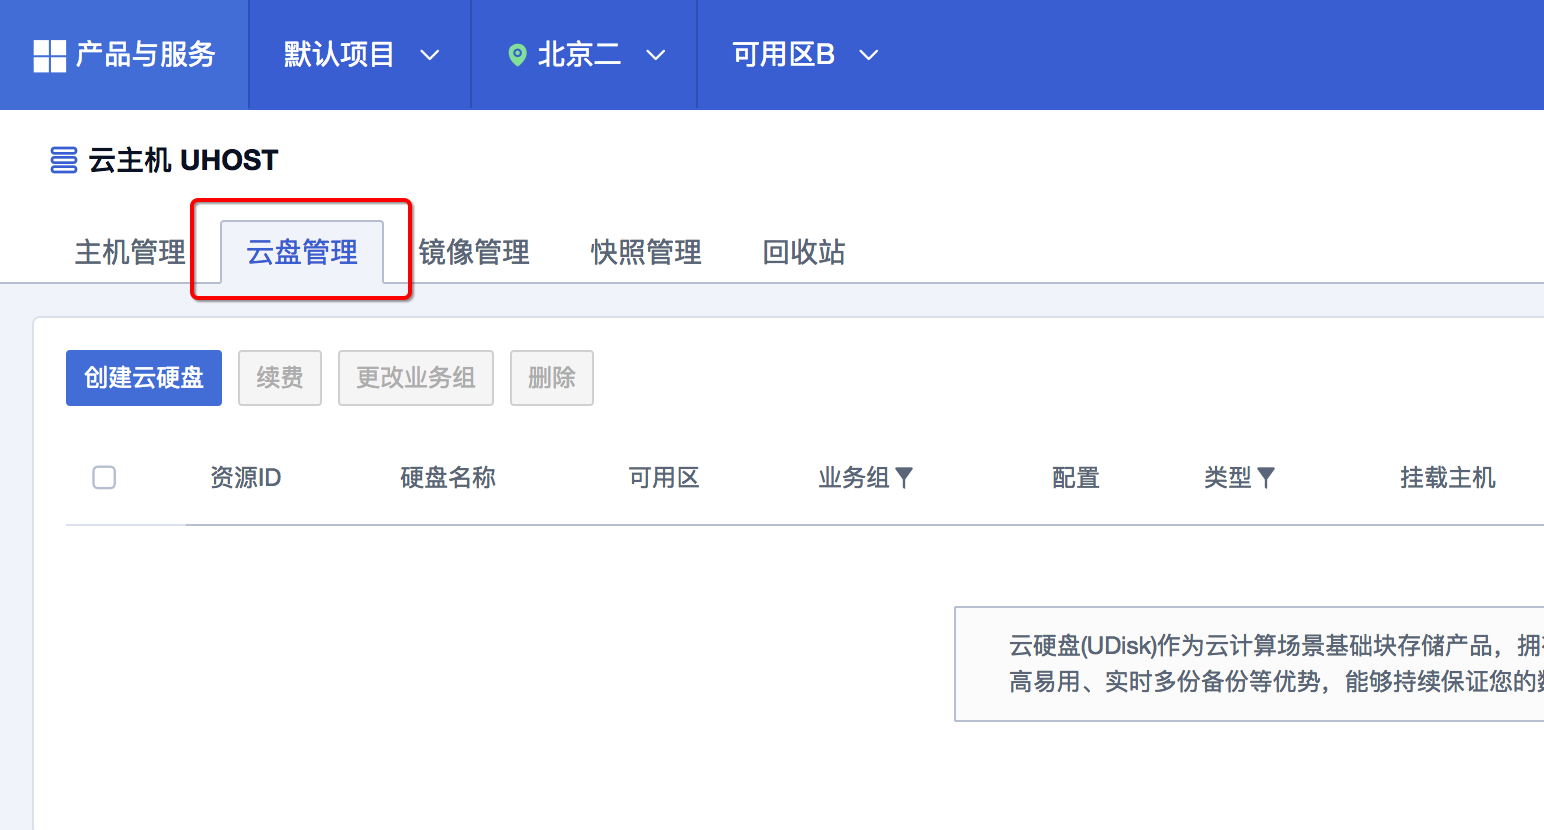 产品与服务 默认项目 北京二 可用区B
云主机 UHOST
主机管理 云盘管理 镜像管理 快照管理 回收站
创建云硬盘 续费 更改业务组 删除
资源ID 硬盘名称 可用区 业务组 配置 类型 挂载主机
云硬盘(UDisk)作为云计算场景基础块存储产品，
高易用、实时多份备份等优势，能够持续保证您的